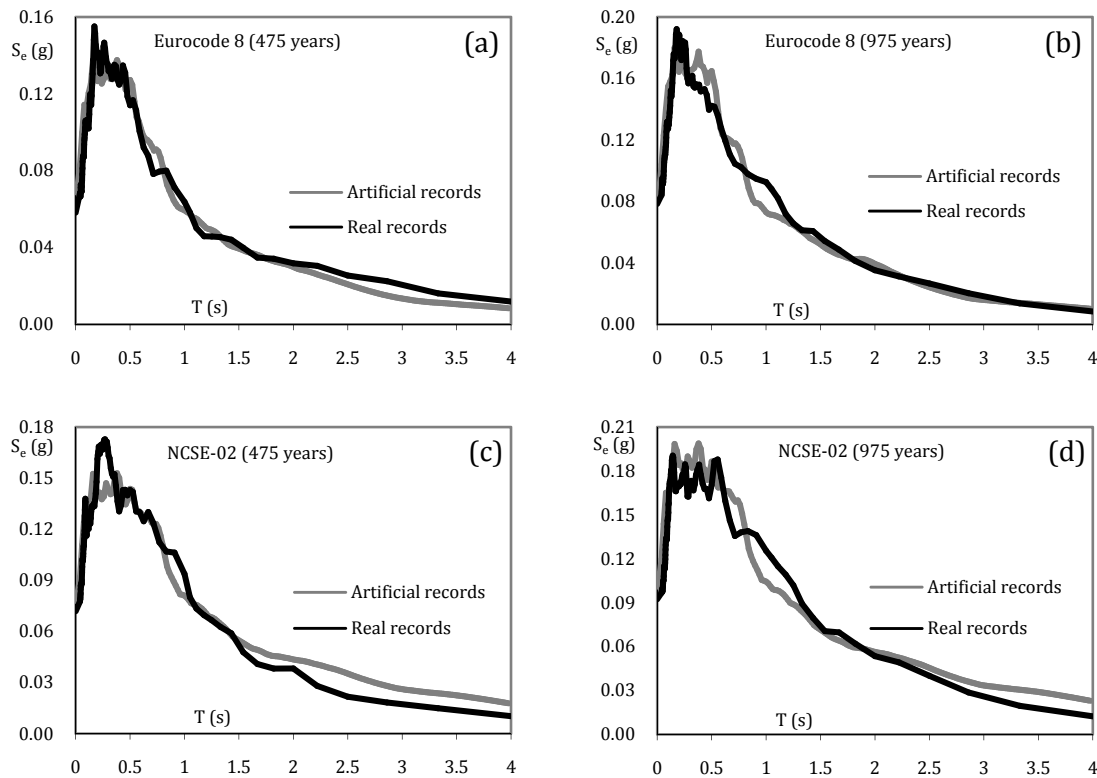 0.16
S_e (g)
Eurocode 8 (475 years)
(a)
0.12
0.08
Artificial records
Real records
0.04
T (s)
0.00
0 0.5 1 1.5 2 2.5 3 3.5 4
0.20
S_e (g)
Eurocode 8 (975 years)
(b)
0.16
0.12
Artificial records
0.08
Real records
0.04
T (s)
0.00
0 0.5 1 1.5 2 2.5 3 3.5 4
0.18
S_e (g)
NCSE-02 (475 years)
(c)
0.15
0.12
0.09
Artificial records
0.06
Real records
0.03
T (s)
0.00
0 0.5 1 1.5 2 2.5 3 3.5 4
0.21
S_e (g)
NCSE-02 (975 years)
(d)
0.18
0.15
0.12
Artificial records
0.09
Real records
0.06
0.03
T (s)
0.00
0 0.5 1 1.5 2 2.5 3 3.5 4